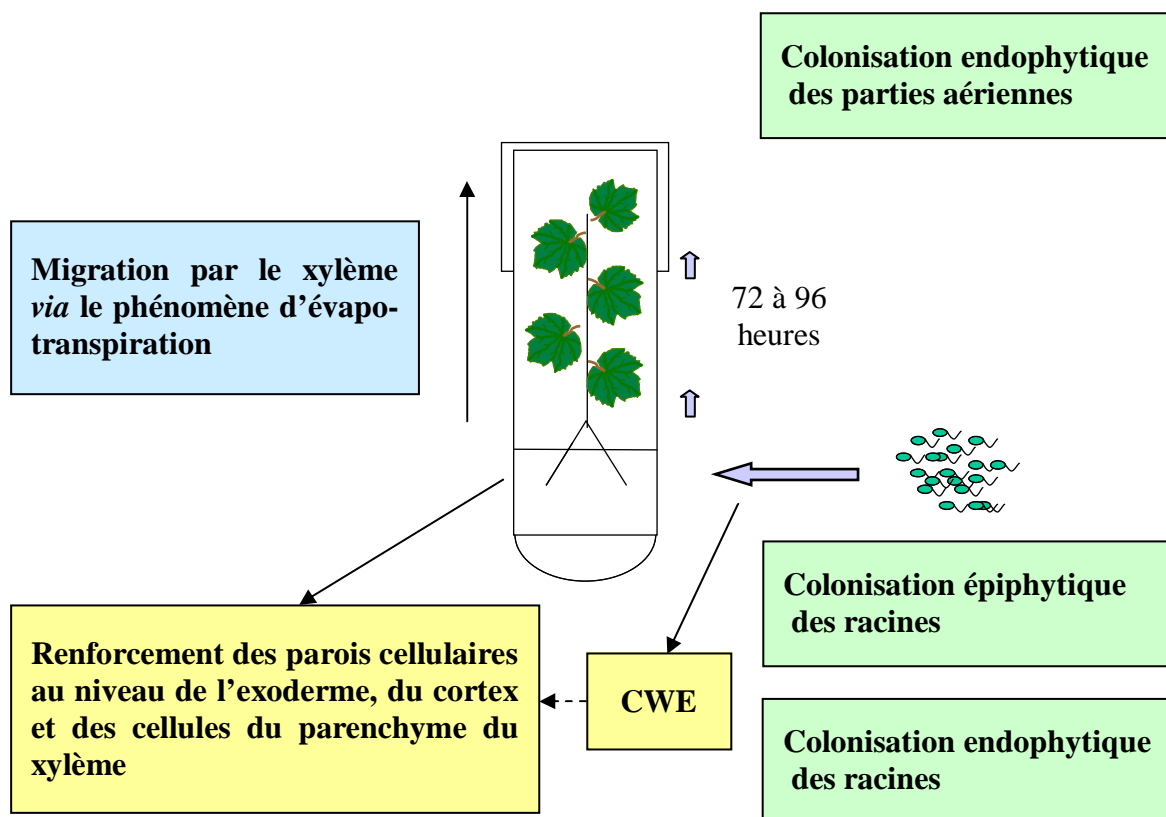 Colonisation endophytique
des parties aériennes
Migration par le xylème
via le phénomène d'évapo-
transpiration
72 à 96
heures
Colonisation épiphytique
des racines
Renforcement des parois cellulaires
au niveau de l'exoderme, du cortex
et des cellules du parenchyme du
xylème
CWE
Colonisation endophytique
des racines